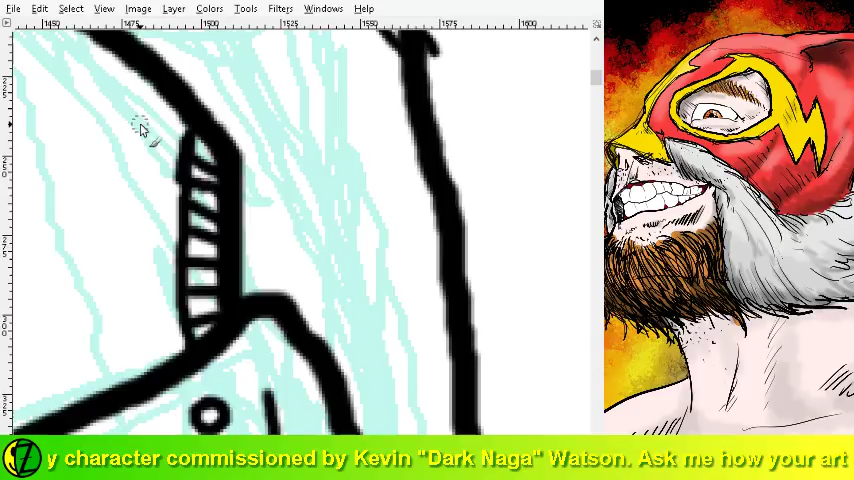 File Edit Select View Image Layer Colors Tools Filters Windows Help
1450 1475 1500 1525 1550 1575 1600
y character commissioned by Kevin "Dark Naga" Watson. Ask me how your art